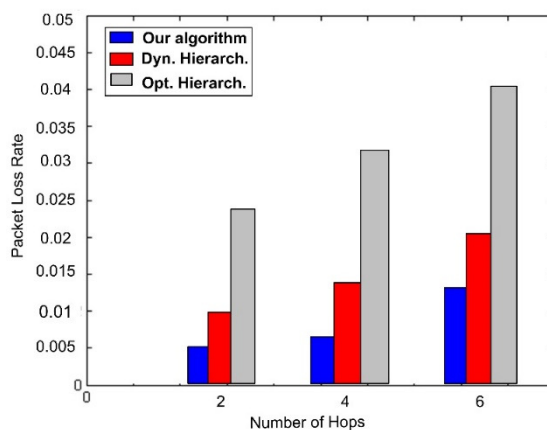 0.05
0.045
0.04
0.035
0.03
0.025
0.02
0.015
0.01
0.005
0
Packet Loss Rate
Our algorithm
Dyn. Hierarch.
Opt. Hierarch.
0 2 4 6
Number of Hops